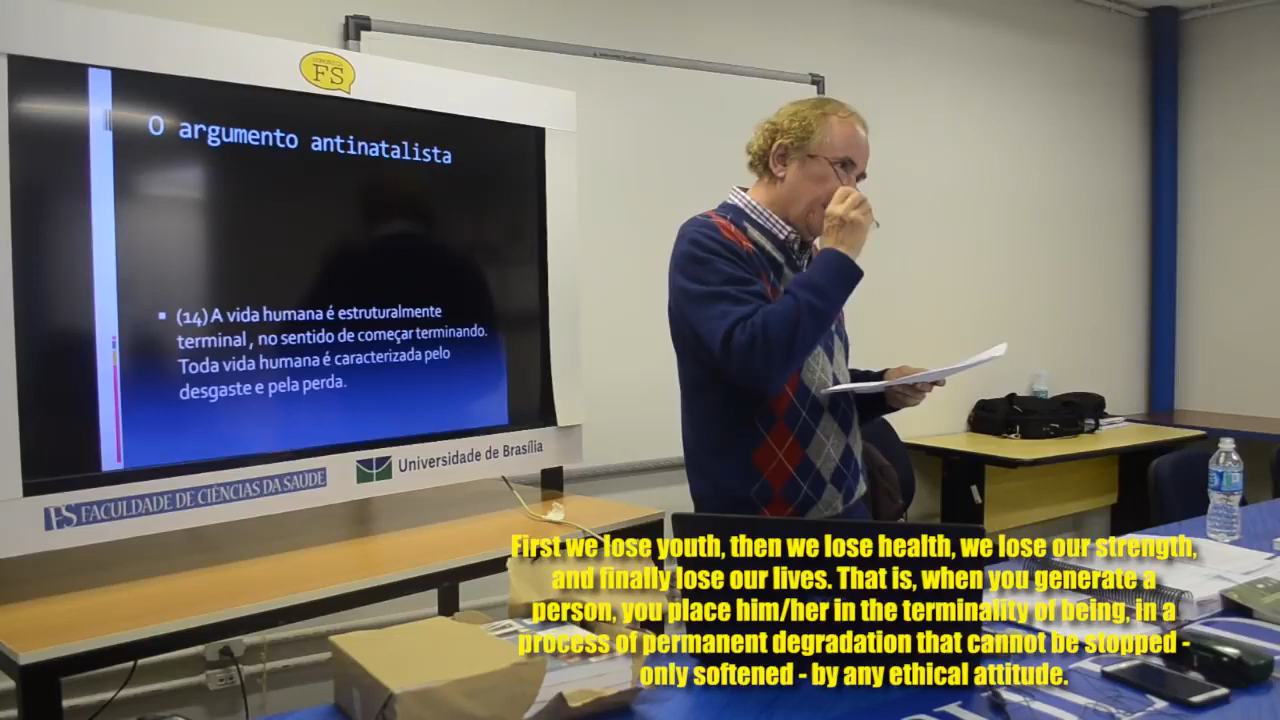 FS
O argumento antinatalista
(14) A vida humana é estruturalmente
terminal, no sentido de começar terminando.
Toda vida humana é caracterizada pelo
desgaste e pela perda.
FS FACULDADE DE CIÊNCIAS DA SAÚDE
Universidade de Brasília
First we lose youth, then we lose health, we lose our strength,
and finally lose our lives. That is, when you generate a
person, you place him/her in the terminality of being, in a
process of permanent degradation that cannot be stopped -
only softened - by any ethical attitude.